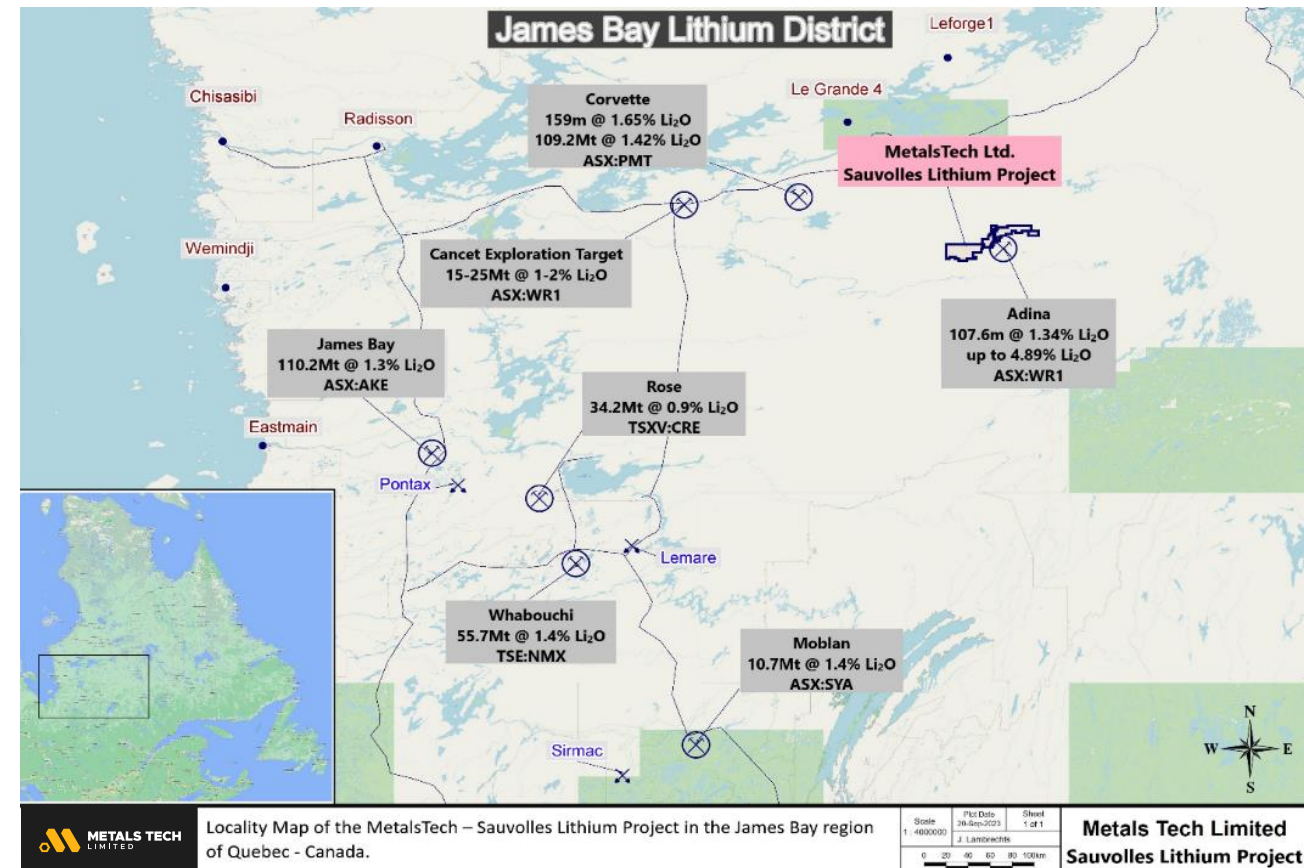 James Bay Lithium District
Leforge1
Le Grande 4
Chisasibi
Radisson
Corvette
159m @ 1.65% Li₂O
109.2Mt @ 1.42% Li₂O
ASX:PMT
MetalsTech Ltd.
Sauvolles Lithium Project
Wemindji
Cancet Exploration Target
15-25Mt @ 1-2% Li₂O
ASX:WR1
Adina
107.6m @ 1.34% Li₂O
up to 4.89% Li₂O
ASX:WR1
James Bay
110.2Mt @ 1.3% Li₂O
ASX:AKE
Rose
34.2Mt @ 0.9% Li₂O
TSXV:CRE
Eastmain
Pontax
Lemare
Whabouchi
55.7Mt @ 1.4% Li₂O
TSE:NMX
Moblan
10.7Mt @ 1.4% Li₂O
ASX:SYA
Sirmac
N
W E
S
METALS TECH
LIMITED
Locality Map of the MetalsTech – Sauvolles Lithium Project in the James Bay region
of Quebec - Canada.
Scale
1 : 4000000
Plot Date
20-Sep-2023
Sheet
1 of 1
J. Lambrechts
0 20 40 60 80 100km
Metals Tech Limited
Sauvolles Lithium Project